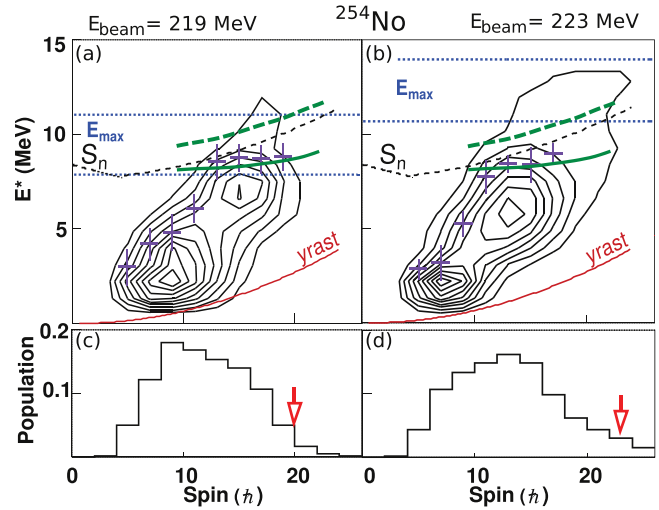 E_beam = 219 MeV ²⁵⁴No E_beam = 223 MeV
15 (a) (b)
E_max E_max
10
S_n S_n
E* (MeV)
5
yrast yrast
0
0.2 (c) (d)
0.1
Population
0 10 20 10 20
Spin (ℏ) Spin (ℏ)